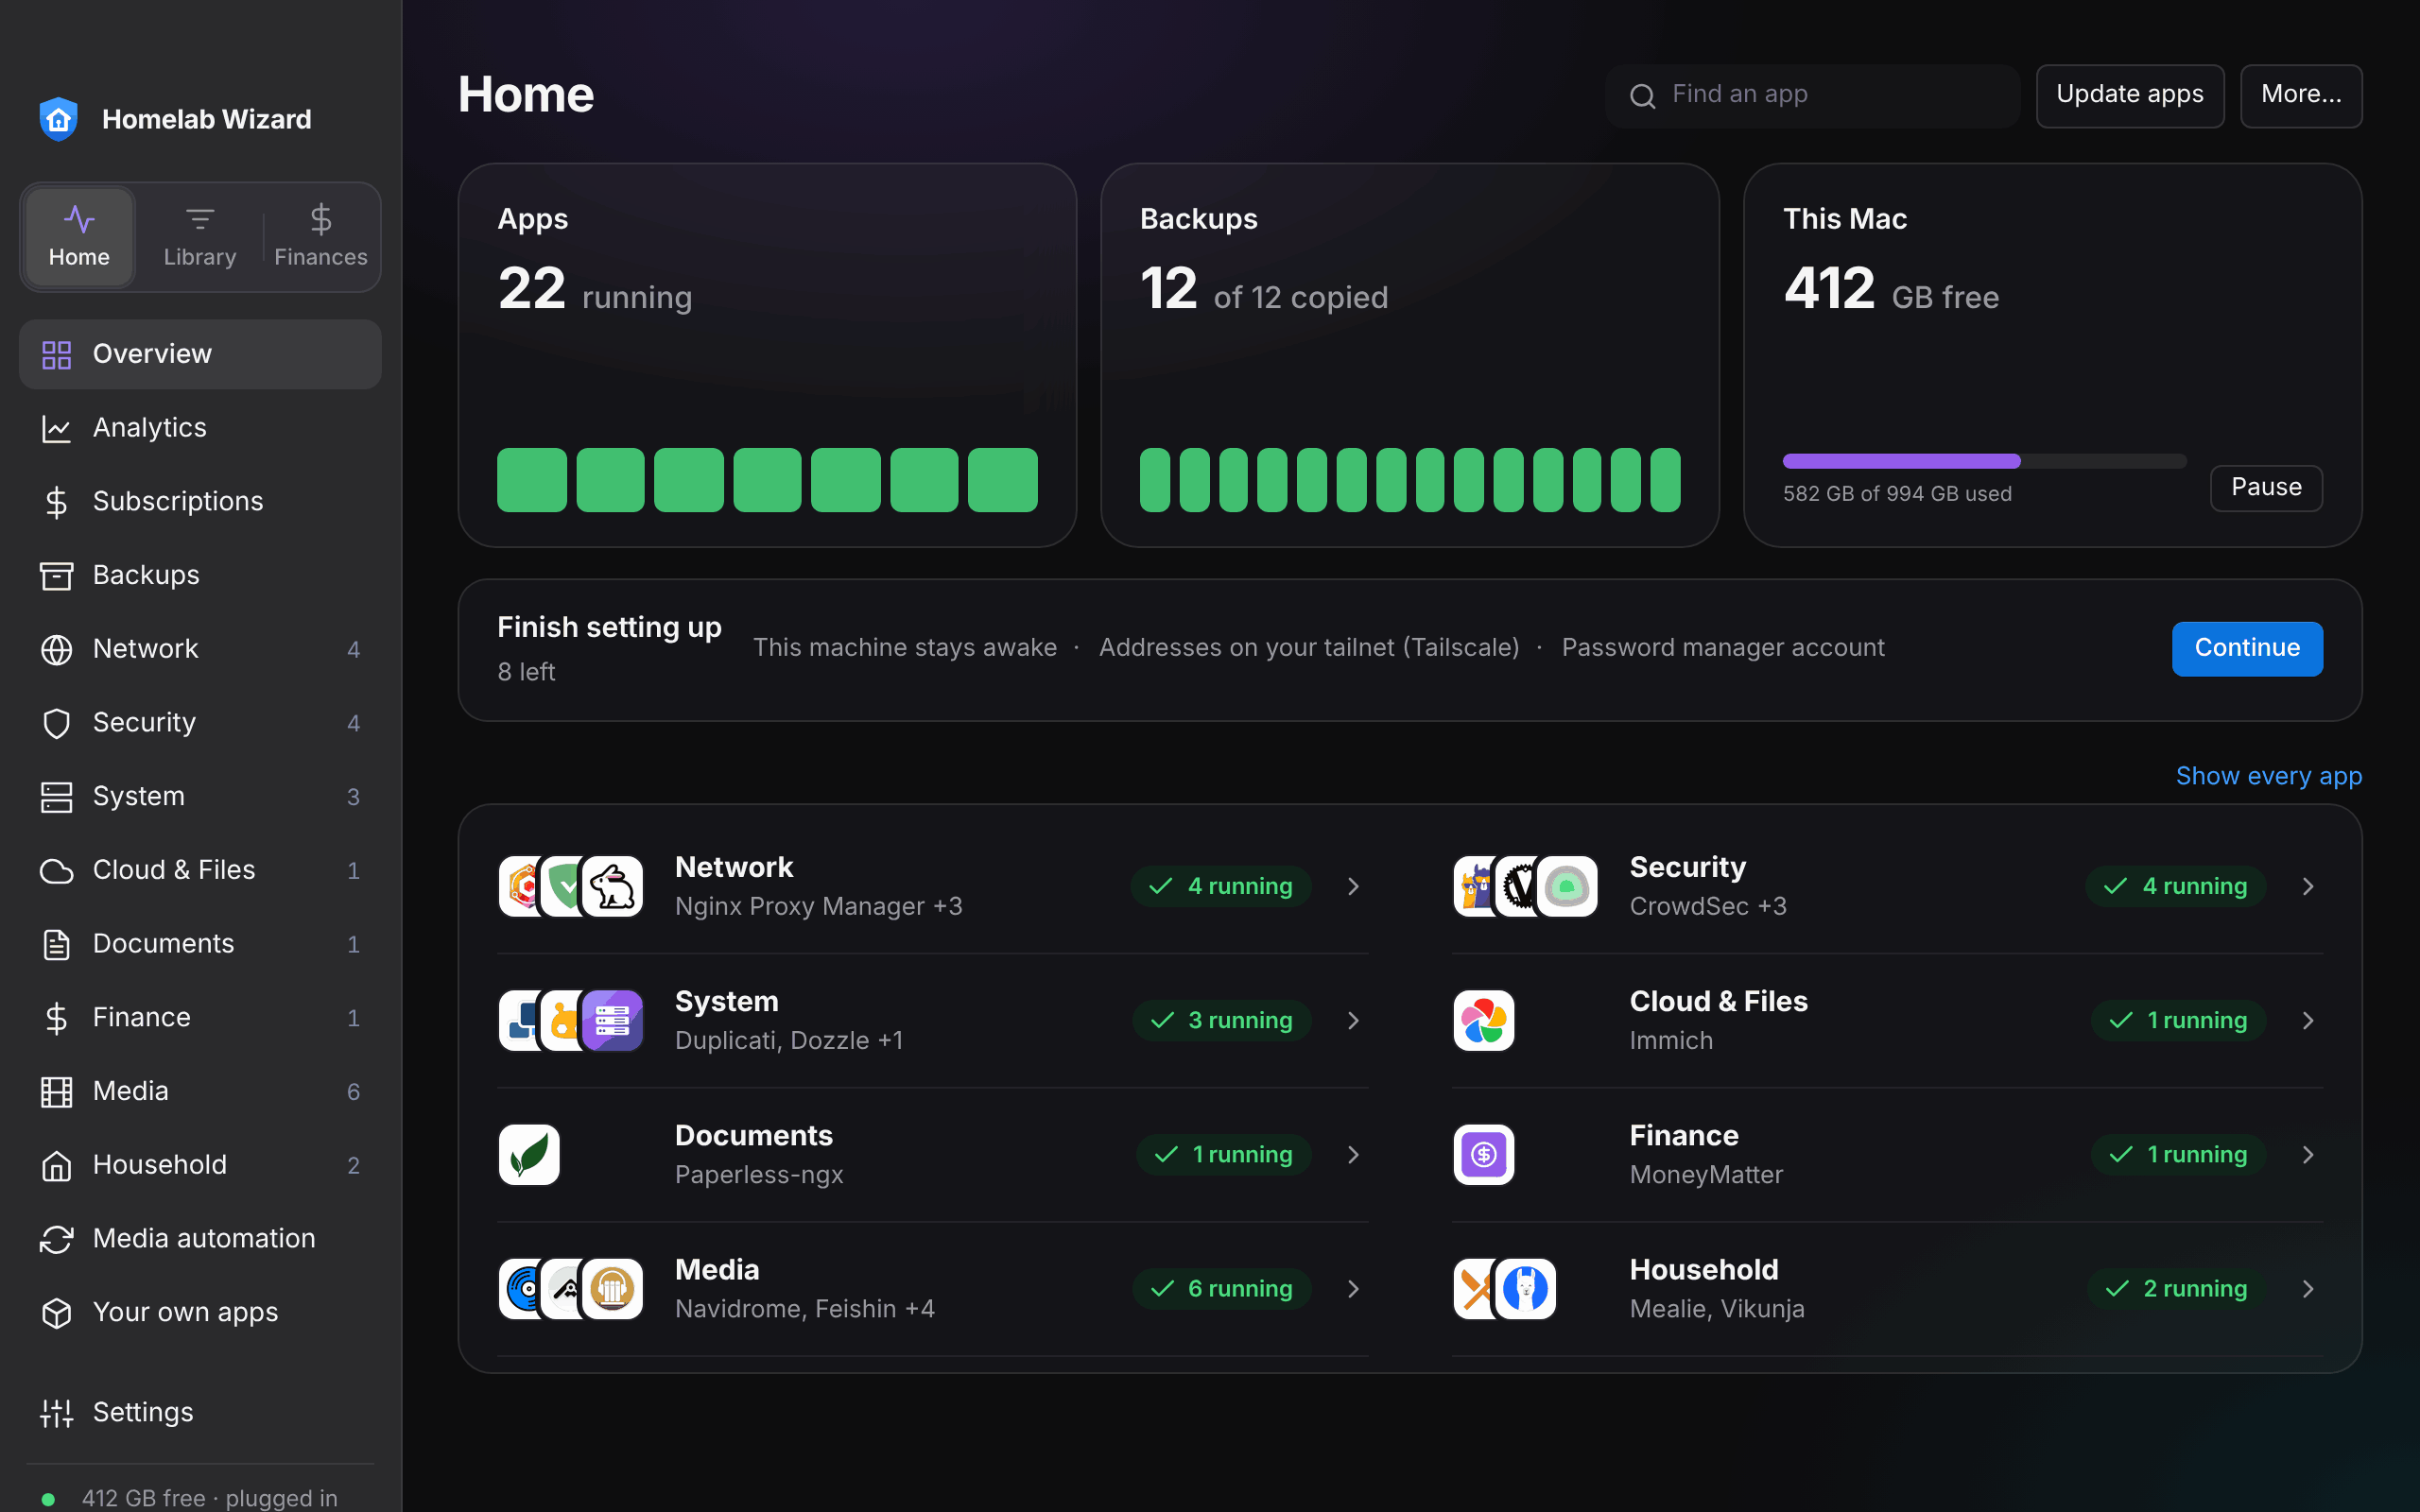 Homelab Wizard
Home
Library
Finances
Overview
Analytics
Subscriptions
Backups
Network 4
Security 4
System 3
Cloud & Files 1
Documents 1
Finance 1
Media 6
Household 2
Media automation
Your own apps
Settings
412 GB free · plugged in
Home
Find an app
Update apps
More...
Apps
22 running
Backups
12 of 12 copied
This Mac
412 GB free
582 GB of 994 GB used
Pause
Finish setting up
8 left
This machine stays awake · Addresses on your tailnet (Tailscale) · Password manager account
Continue
Show every app
Network
Nginx Proxy Manager +3
4 running
Security
CrowdSec +3
4 running
System
Duplicati, Dozzle +1
3 running
Cloud & Files
Immich
1 running
Documents
Paperless-ngx
1 running
Finance
MoneyMatter
1 running
Media
Navidrome, Feishin +4
6 running
Household
Mealie, Vikunja
2 running